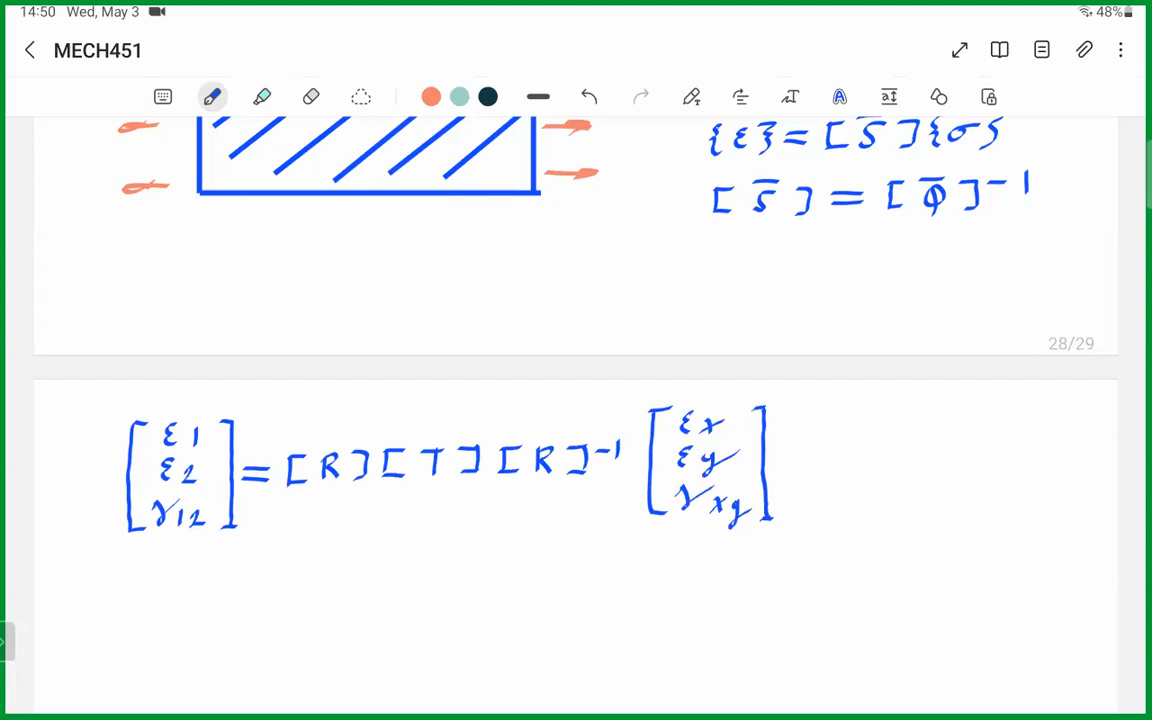 14:50 Wed, May 3 48%
MECH451
{ε} = [S̅]{σ}
[S̅] = [Q̅]⁻¹
28/29
[ε1 ε2 γ12] = [R][T][R]⁻¹ [εx εy γxy]